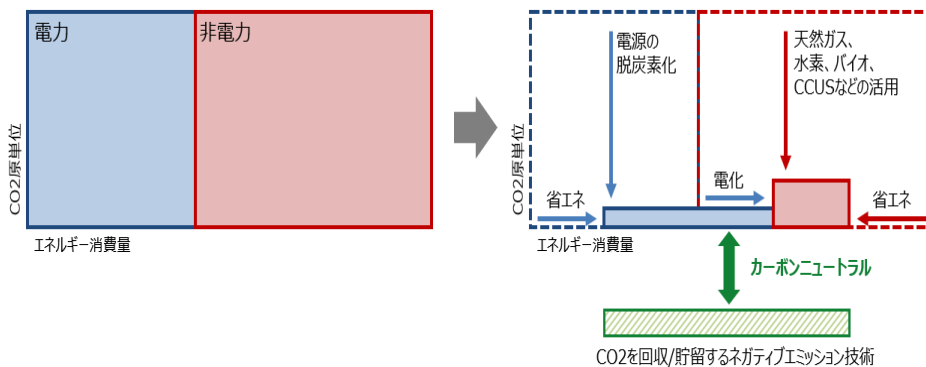 電力
非電力
CO2原単位
エネルギー消費量
電源の
脱炭素化
天然ガス、
水素、バイオ、
CCUSなどの活用
CO2原単位
省エネ
電化
省エネ
エネルギー消費量
カーボンニュートラル
CO2を回収/貯留するネガティブエミッション技術